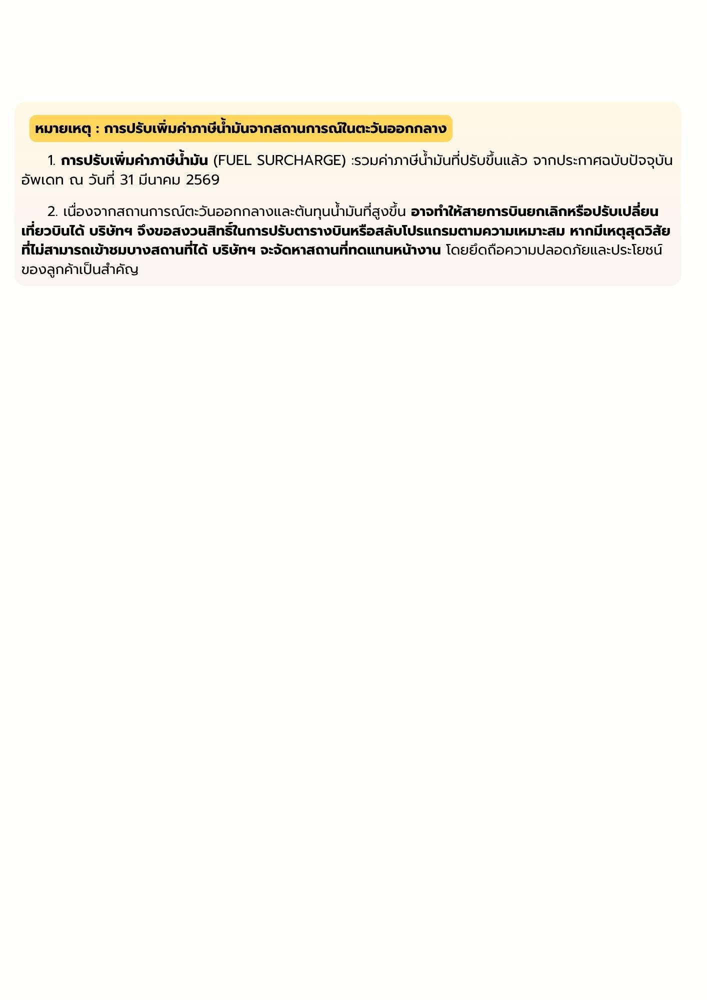 หมายเหตุ : การปรับเพิ่มค่าภาษีน้ำมันจากสถานการณ์ในตะวันออกกลาง
1. การปรับเพิ่มค่าภาษีน้ำมัน (FUEL SURCHARGE) :รวมค่าภาษีน้ำมันที่ปรับขึ้นแล้ว จากประกาศฉบับปัจจุบัน
อัพเดท ณ วันที่ 31 มีนาคม 2569
2. เนื่องจากสถานการณ์ตะวันออกกลางและต้นทุนน้ำมันที่สูงขึ้น อาจทำให้สายการบินยกเลิกหรือปรับเปลี่ยน
เที่ยวบินได้ บริษัทฯ จึงขอสงวนสิทธิ์ในการปรับตารางบินหรือสลับโปรแกรมตามความเหมาะสม หากมีเหตุสุดวิสัย
ที่ไม่สามารถเข้าชมบางสถานที่ได้ บริษัทฯ จะจัดหาสถานที่ทดแทนหน้างาน โดยยึดถือความปลอดภัยและประโยชน์
ของลูกค้าเป็นสำคัญ